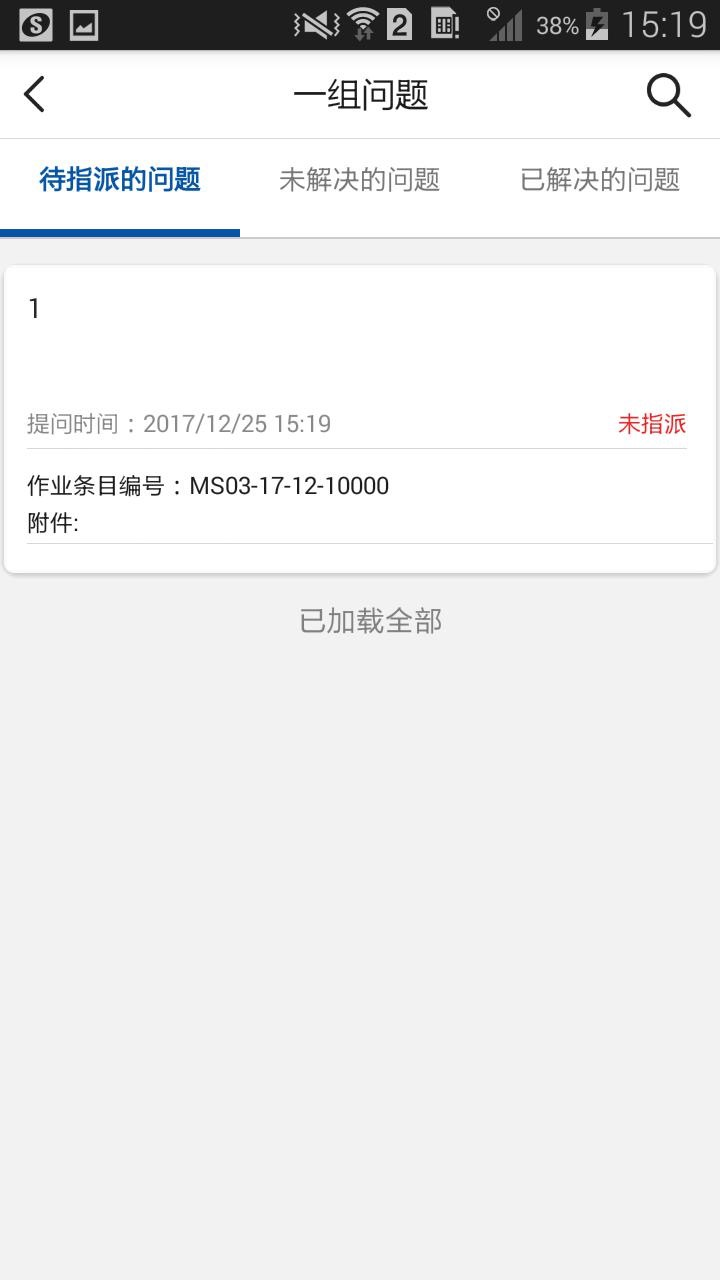 2 38% 15:19
一组问题
待指派的问题 未解决的问题 已解决的问题
1
提问时间：2017/12/25 15:19 未指派
作业条目编号：MS03-17-12-10000
附件:
已加载全部